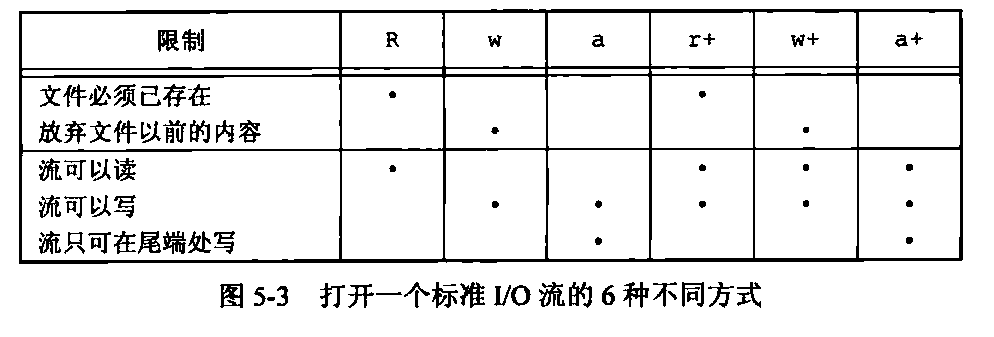 限制 R w a r+ w+ a+
文件必须已存在 • •
放弃文件以前的内容 • •
流可以读 • • • •
流可以写 • • • • •
流只可在尾端处写 • •
图 5-3 打开一个标准 I/O 流的 6 种不同方式